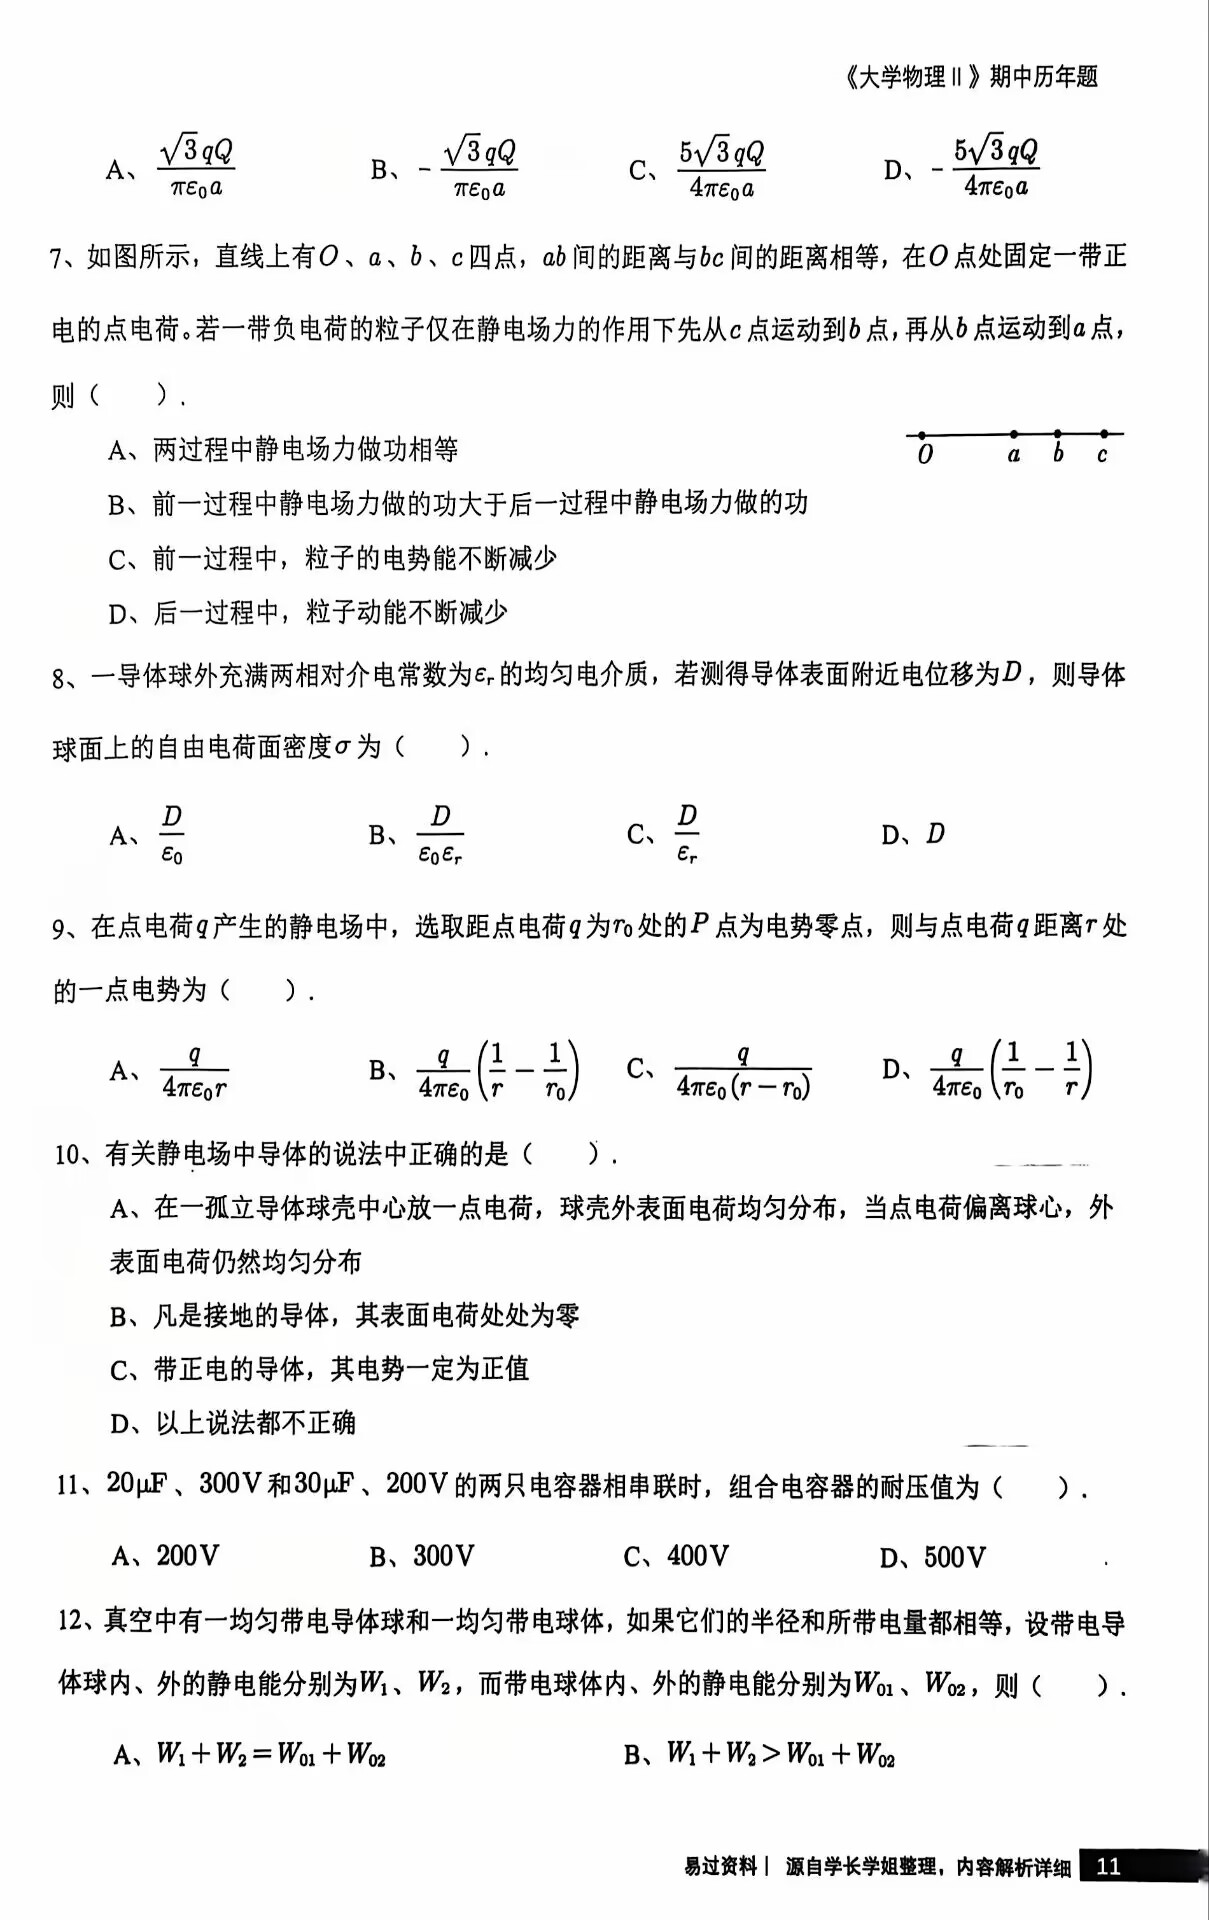 《大学物理Ⅱ》期中历年题
A、$\frac{\sqrt{3}qQ}{\pi\varepsilon_0 a}$ B、$-\frac{\sqrt{3}qQ}{\pi\varepsilon_0 a}$ C、$\frac{5\sqrt{3}qQ}{4\pi\varepsilon_0 a}$ D、$-\frac{5\sqrt{3}qQ}{4\pi\varepsilon_0 a}$
7、如图所示，直线上有O、a、b、c四点，ab间的距离与bc间的距离相等，在O点处固定一带正
电的点电荷。若一带负电荷的粒子仅在静电场力的作用下先从c点运动到b点，再从b点运动到a点，
则（ ）.
A、两过程中静电场力做功相等
O a b c
B、前一过程中静电场力做的功大于后一过程中静电场力做的功
C、前一过程中，粒子的电势能不断减少
D、后一过程中，粒子动能不断减少
8、一导体球外充满两相对介电常数为$\varepsilon_r$的均匀电介质，若测得导体表面附近电位移为D，则导体
球面上的自由电荷面密度σ为（ ）.
A、$\frac{D}{\varepsilon_0}$ B、$\frac{D}{\varepsilon_0\varepsilon_r}$ C、$\frac{D}{\varepsilon_r}$ D、D
9、在点电荷q产生的静电场中，选取距点电荷q为$r_0$处的P点为电势零点，则与点电荷q距离r处
的一点电势为（ ）.
A、$\frac{q}{4\pi\varepsilon_0 r}$ B、$\frac{q}{4\pi\varepsilon_0}\left(\frac{1}{r}-\frac{1}{r_0}\right)$ C、$\frac{q}{4\pi\varepsilon_0(r-r_0)}$ D、$\frac{q}{4\pi\varepsilon_0}\left(\frac{1}{r_0}-\frac{1}{r}\right)$
10、有关静电场中导体的说法中正确的是（ ）.
A、在一孤立导体球壳中心放一点电荷，球壳外表面电荷均匀分布，当点电荷偏离球心，外
表面电荷仍然均匀分布
B、凡是接地的导体，其表面电荷处处为零
C、带正电的导体，其电势一定为正值
D、以上说法都不正确
11、20μF、300V和30μF、200V的两只电容器相串联时，组合电容器的耐压值为（ ）.
A、200V B、300V C、400V D、500V
12、真空中有一均匀带电导体球和一均匀带电球体，如果它们的半径和所带电量都相等，设带电导
体球内、外的静电能分别为$W_1$、$W_2$，而带电球体内、外的静电能分别为$W_{01}$、$W_{02}$，则（ ）.
A、$W_1+W_2=W_{01}+W_{02}$ B、$W_1+W_2>W_{01}+W_{02}$
易过资料| 源自学长学姐整理，内容解析详细 11